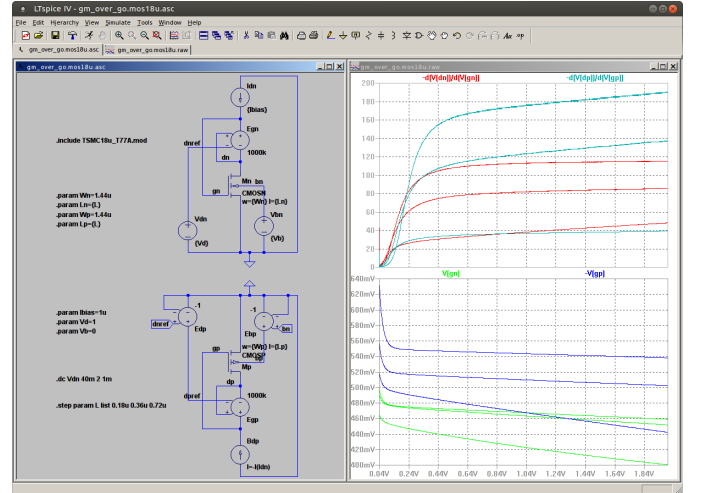 LTspice IV - gm_over_go.mos18u.asc
File Edit Hierarchy View Simulate Tools Window Help
gm_over_go.mos18u.asc gm_over_go.mos18u.raw
gm_over_go.mos18u.asc
Idn
{Ibias}
.include TSMC18u_T77A.mod
Egn
dnref
1000k
dn
Mn bn
gn
CMOSN
w={Wn} l={Ln}
.param Wn=1.44u
.param Ln={L}
.param Wp=1.44u
.param Lp={L}
Vdn
{Vd}
Vbn
{Vb}
.param Ibias=1u
.param Vd=1
.param Vb=0
-1
dnref
Edp
-1
Ebp
bn
w={Wp} l={Lp}
gp
CMOSP
bp
Mp
dp
.dc Vdn 40m 2 1m
dpref
1000k
.step param L list 0.18u 0.36u 0.72u
Egp
Bdp
I=-I(Idn)
gm_over_go.mos18u.raw
-d(V(dn))/d(V(gn)) -d(V(dp))/d(V(gp))
200
180
160
140
120
100
80
60
40
20
0
V(gn) -V(gp)
640mV
620mV
600mV
580mV
560mV
540mV
520mV
500mV
480mV
460mV
440mV
420mV
400mV
0.04V 0.24V 0.44V 0.64V 0.84V 1.04V 1.24V 1.44V 1.64V 1.84V